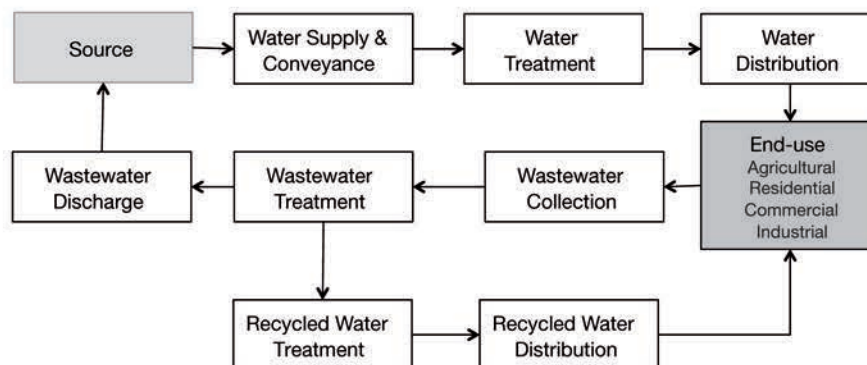 Source
Water Supply &
Conveyance
Water
Treatment
Water
Distribution
End-use
Agricultural
Residential
Commercial
Industrial
Wastewater
Collection
Wastewater
Treatment
Wastewater
Discharge
Recycled Water
Treatment
Recycled Water
Distribution